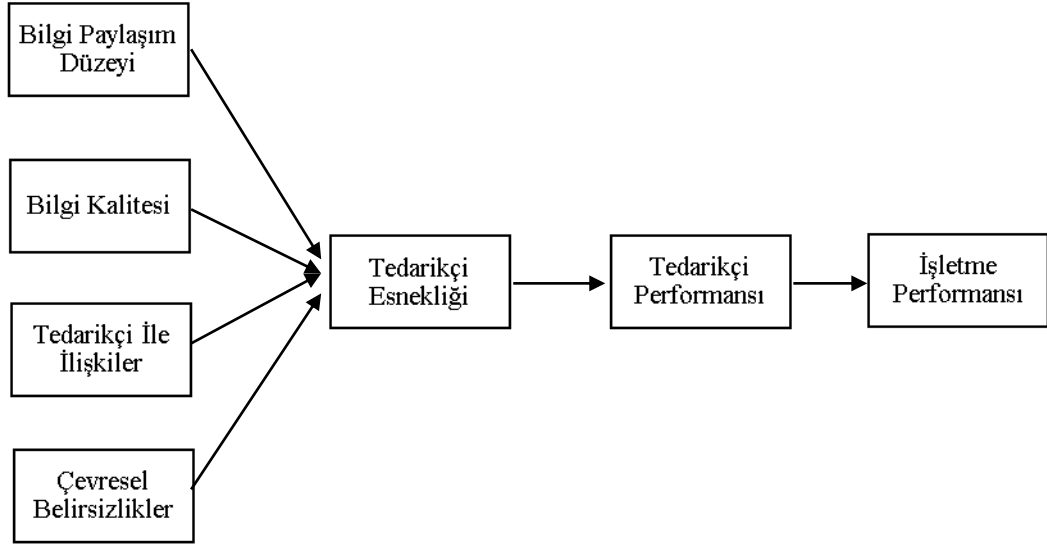 Bilgi Paylaşım
Düzeyi
Bilgi Kalitesi
Tedarikçi İle
İlişkiler
Çevresel
Belirsizlikler
Tedarikçi
Esnekliği
Tedarikçi
Performansı
İşletme
Performansı